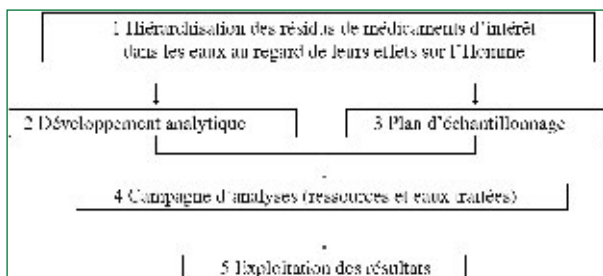 1 Hiérarchisation des résidus de médicaments d'intérêt
dans les eaux au regard de leurs effets sur l'Homme
2 Développement analytique
3 Plan d'échantillonnage
4 Campagne d'analyses (ressources et eaux traitées)
5 Exploitation des résultats